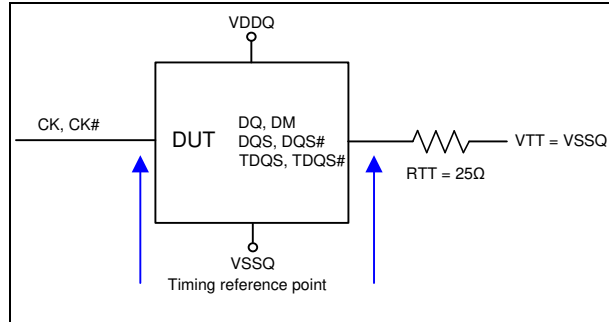 VDDQ
CK, CK#
DUT
DQ, DM
DQS, DQS#
TDQS, TDQS#
VTT = VSSQ
RTT = 25Ω
VSSQ
Timing reference point